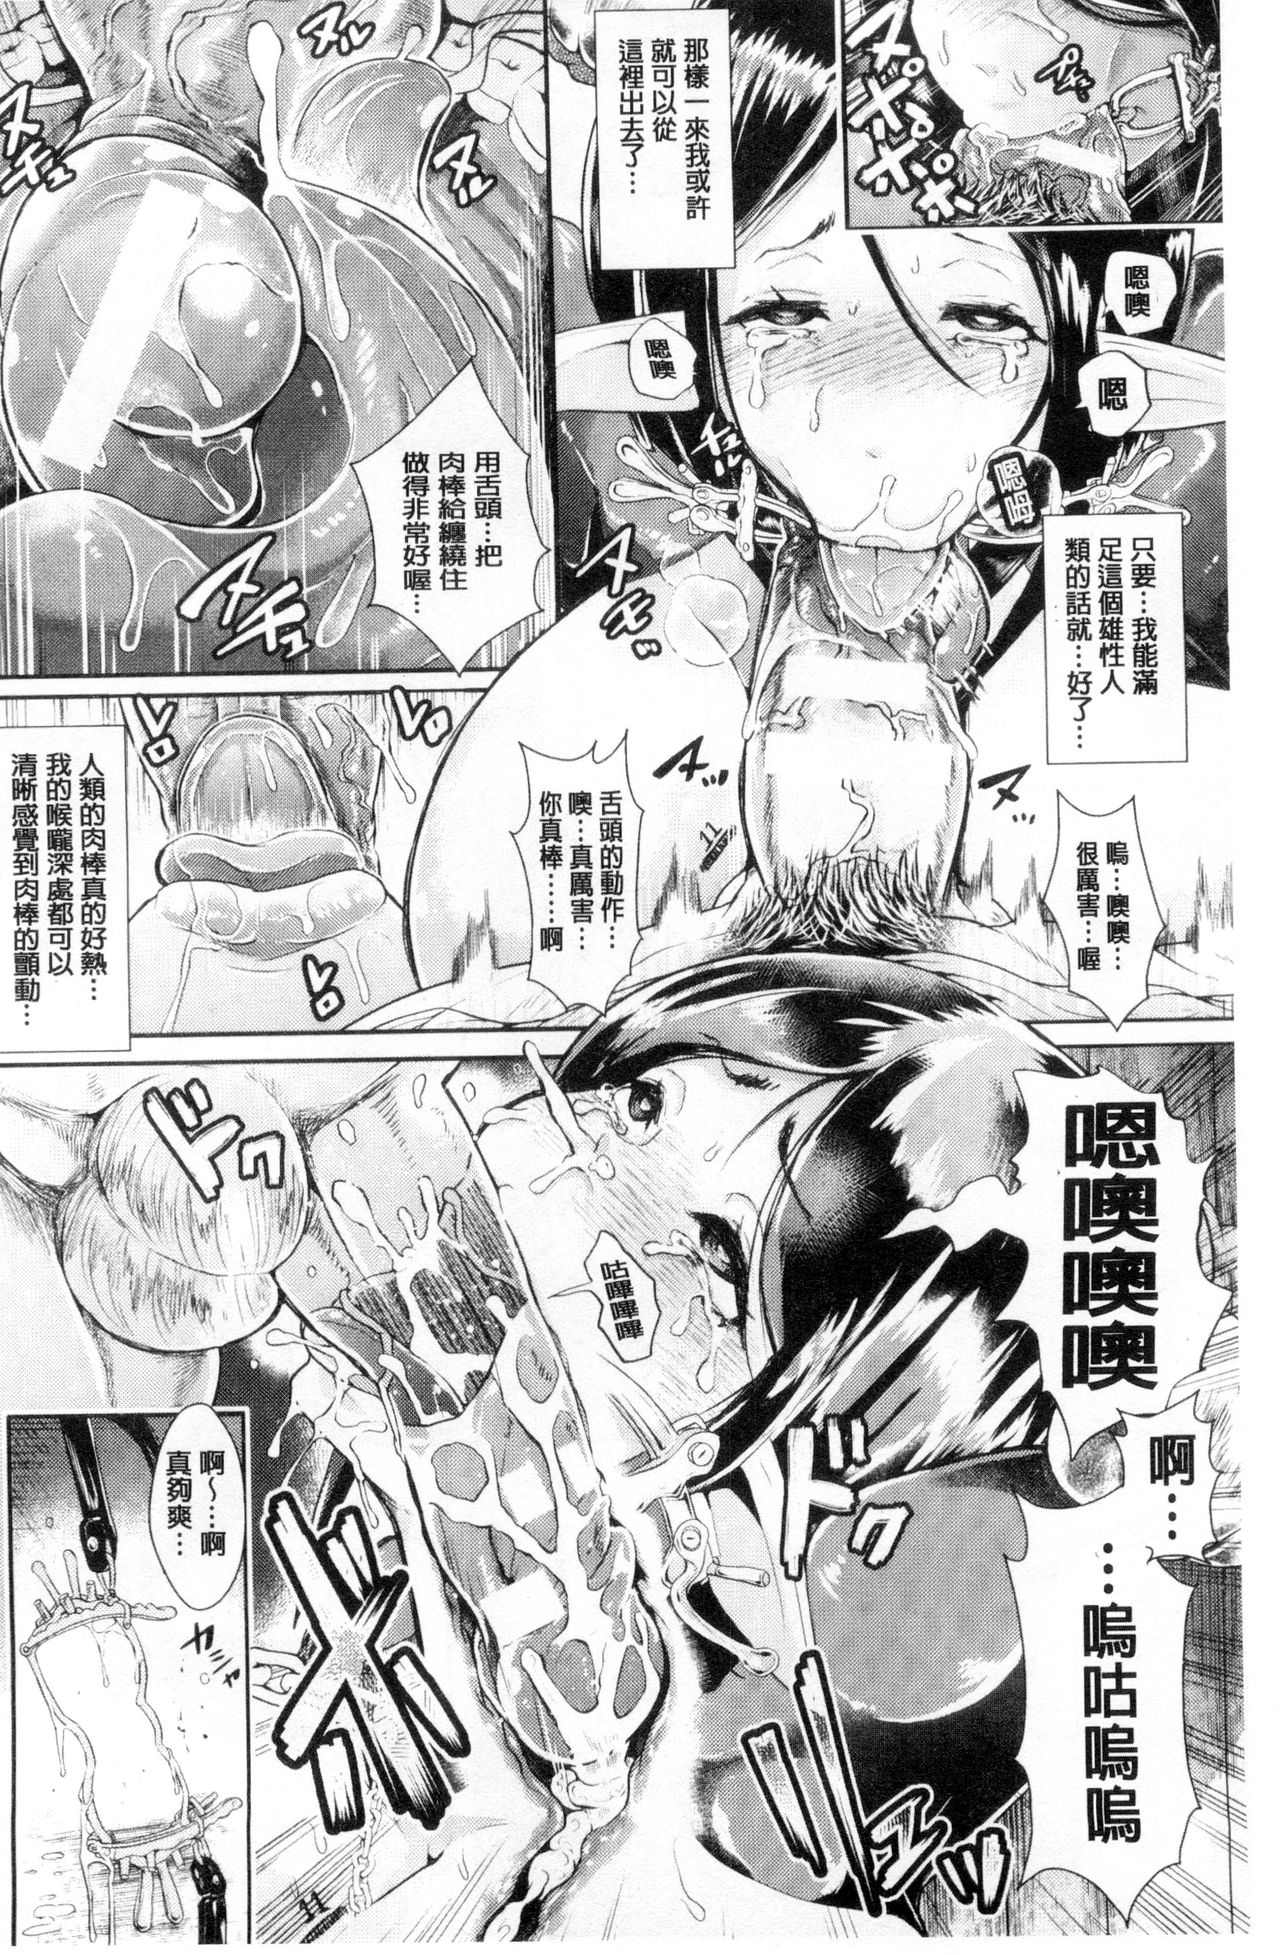 嗯噢
嗯
嗯噢
那樣一來我或許
就可以從
這裡出去了…
只要…我能滿
足這個雄性人
類的話就…好了…
用舌頭…把
肉棒給纏繞住
做得非常好喔…
嗚…噢噢…
很厲害…喔
舌頭的動作…
噢…真厲害…
你真棒……啊
人類的肉棒真的好熱…
我的喉嚨深處都可以
清晰感覺到肉棒的顫動…
嗯噢噢噢
啊…
…嗚咕嗚嗚
咕嗶嗶嗶
啊～…啊
真夠爽…
カチャ